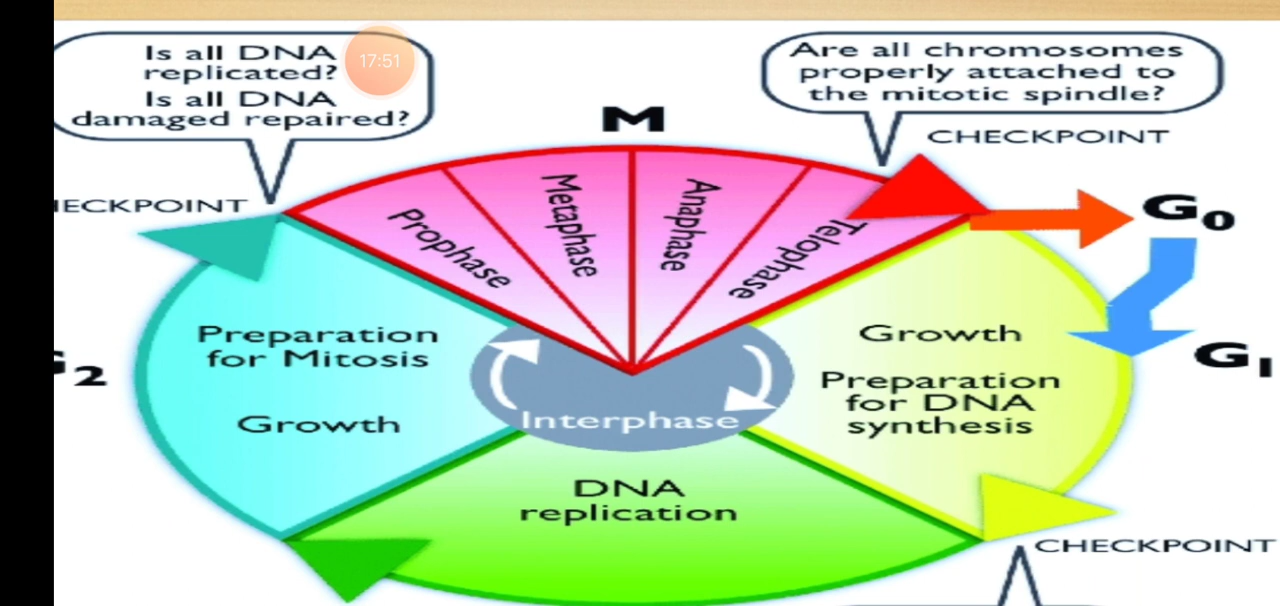 Is all DNA
replicated?
Is all DNA
damaged repaired?
17:51
Are all chromosomes
properly attached to
the mitotic spindle?
M
CHECKPOINT
HECKPOINT
Prophase
Metaphase
Anaphase
Telophase
G0
Preparation
for Mitosis
Growth
G2
Growth
Preparation
for DNA
synthesis
G1
Interphase
DNA
replication
CHECKPOINT